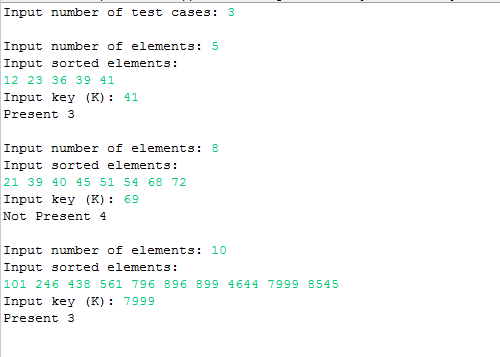 Input number of test cases: 3
Input number of elements: 5
Input sorted elements:
12 23 36 39 41
Input key (K): 41
Present 3
Input number of elements: 8
Input sorted elements:
21 39 40 45 51 54 68 72
Input key (K): 69
Not Present 4
Input number of elements: 10
Input sorted elements:
101 246 438 561 796 896 899 4644 7999 8545
Input key (K): 7999
Present 3